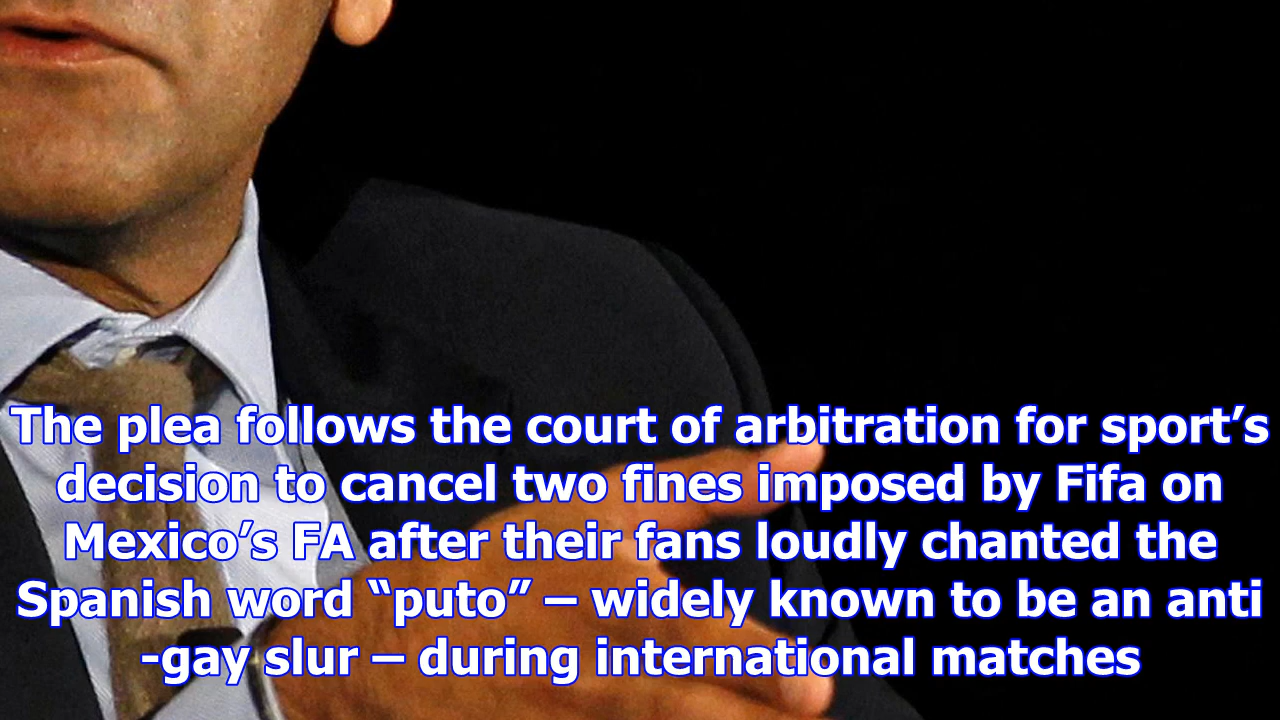 The plea follows the court of arbitration for sport’s
decision to cancel two fines imposed by Fifa on
Mexico’s FA after their fans loudly chanted the
Spanish word “puto” – widely known to be an anti
-gay slur – during international matches